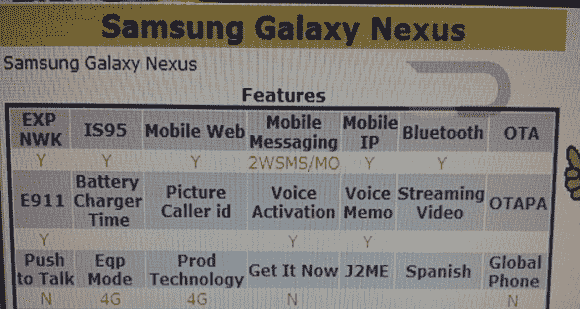 Samsung Galaxy Nexus
Samsung Galaxy Nexus
Features
EXP NWK IS95 Mobile Web Mobile Messaging Mobile IP Bluetooth OTA
Y Y Y 2WSMS/MO Y Y
E911 Battery Charger Time Picture Caller id Voice Activation Voice Memo Streaming Video OTAPA
Y Y Y
Push to Talk Eqp Mode Prod Technology Get It Now J2ME Spanish Global Phone
N 4G 4G N N